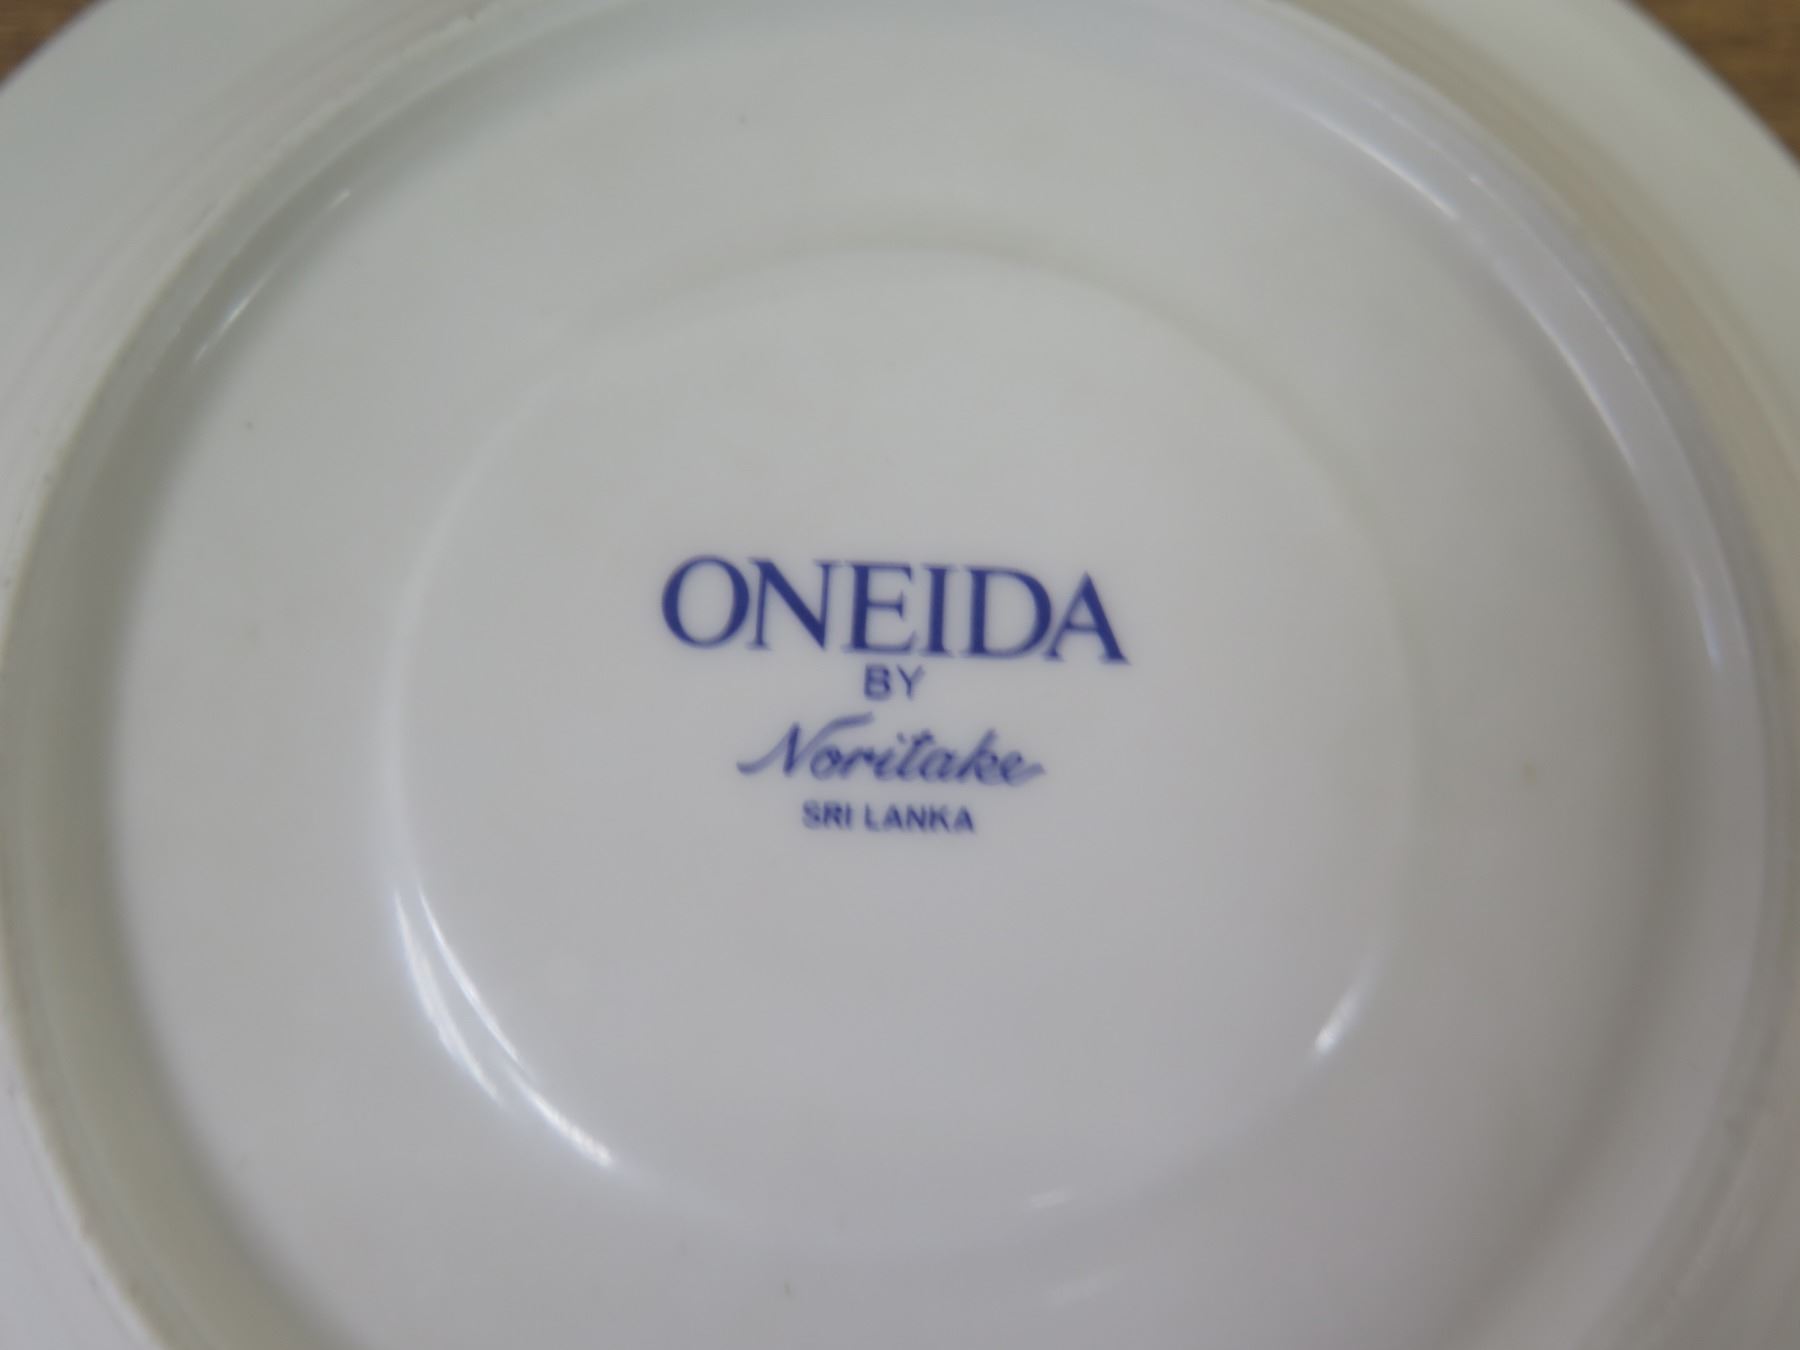 ONEIDA
BY
Noritake
SRI LANKA